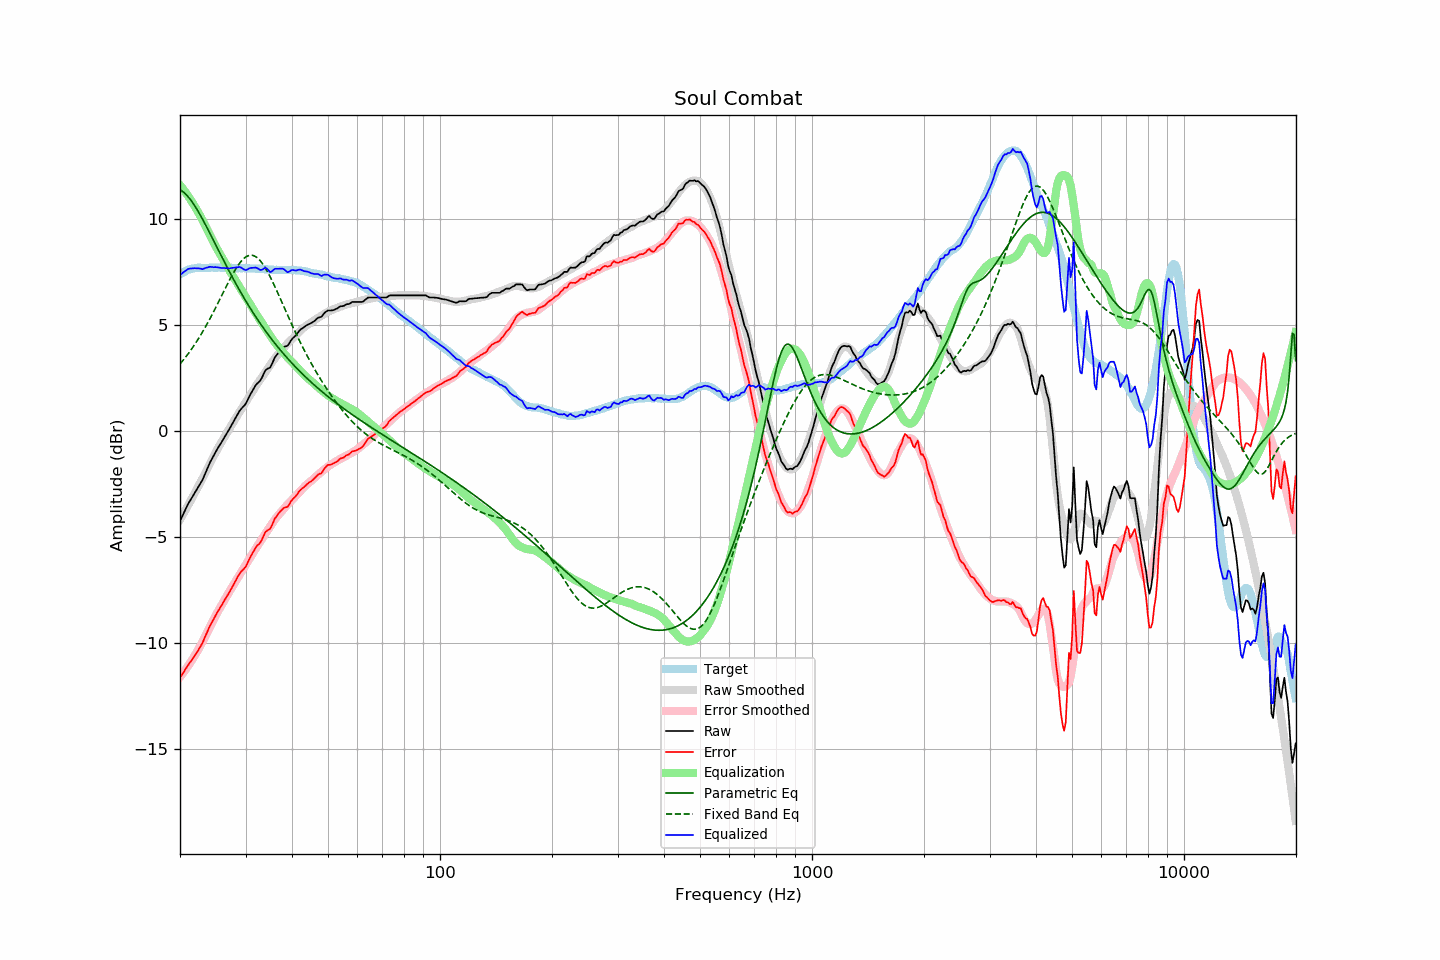 Soul Combat
Amplitude (dBr)
10
5
0
−5
−10
−15
Target
Raw Smoothed
Error Smoothed
Raw
Error
Equalization
Parametric Eq
Fixed Band Eq
Equalized
100
1000
10000
Frequency (Hz)